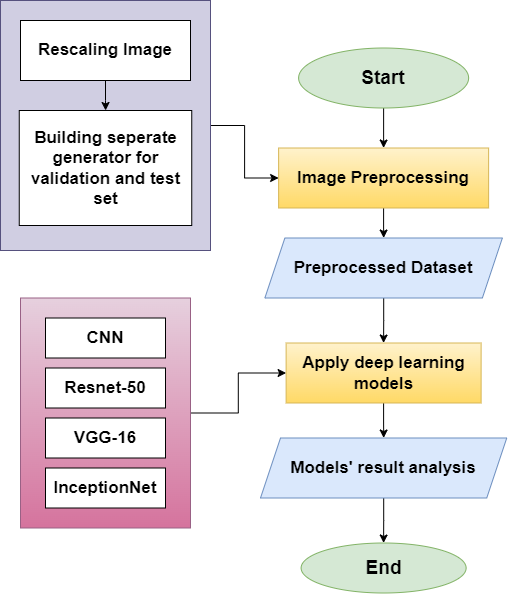 Rescaling Image
Building seperate
generator for
validation and test
set
Start
Image Preprocessing
Preprocessed Dataset
CNN
Resnet-50
VGG-16
InceptionNet
Apply deep learning
models
Models' result analysis
End